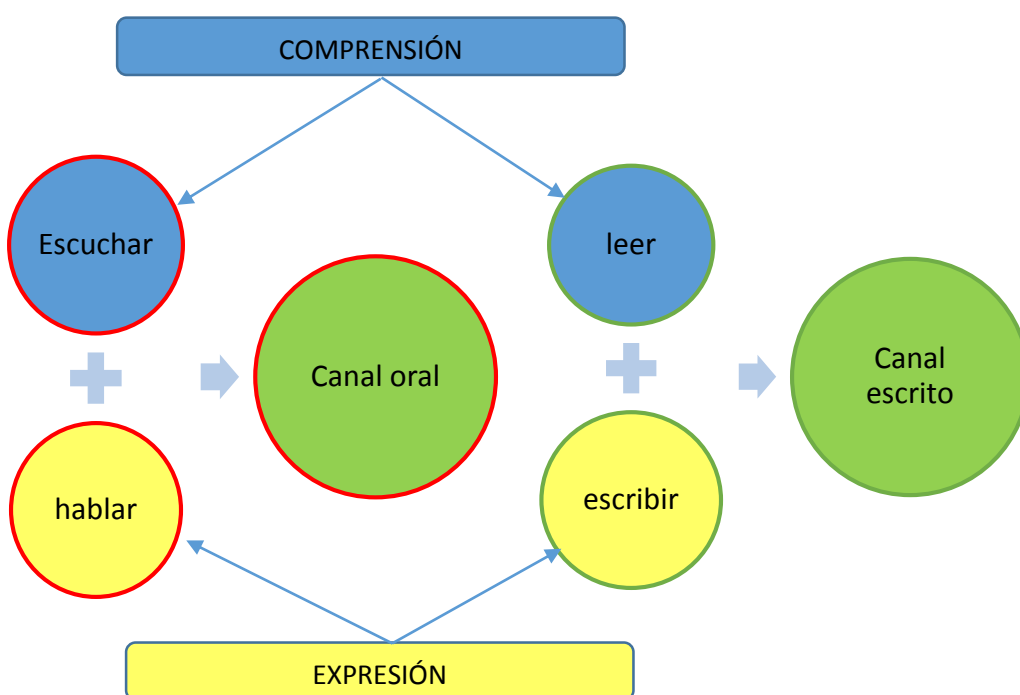 COMPRENSIÓN
Escuchar
leer
Canal oral
Canal
escrito
hablar
escribir
EXPRESIÓN